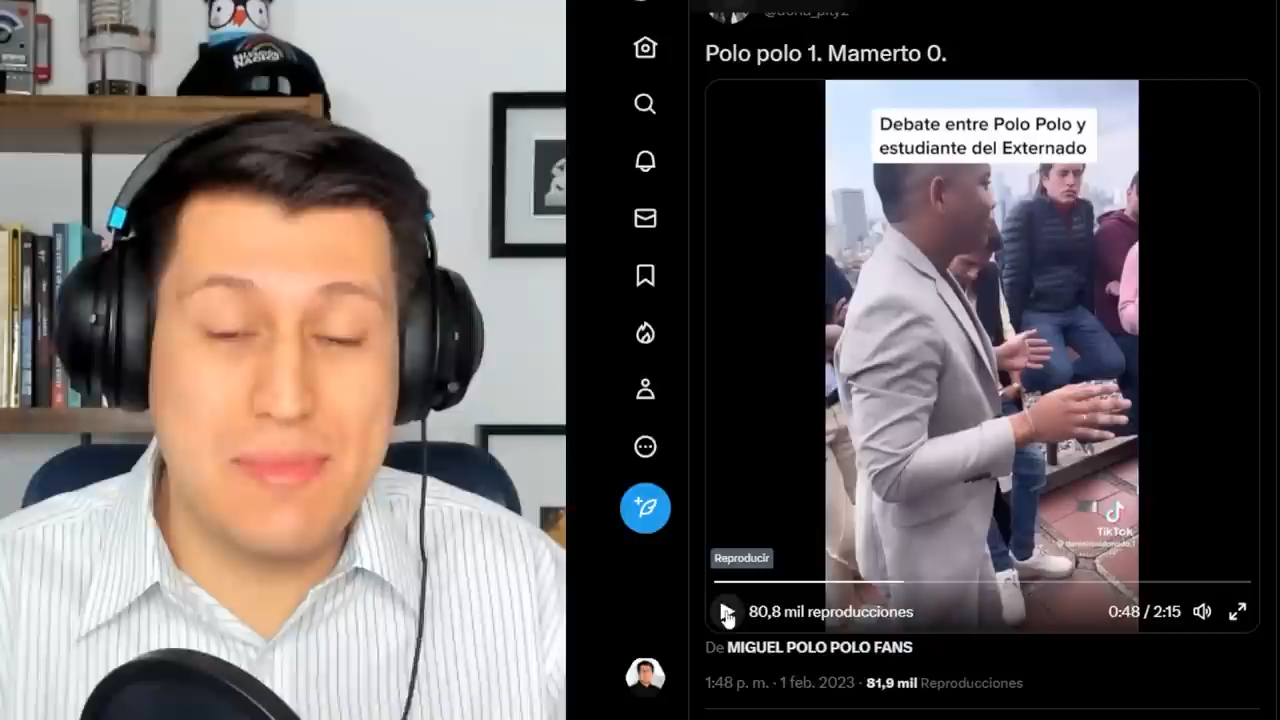 @doña_pity2
Polo polo 1. Mamerto 0.
Debate entre Polo Polo y
estudiante del Externado
TikTok
Reproducir
80,8 mil reproducciones
0:48 / 2:15
De MIGUEL POLO POLO FANS
1:48 p. m. · 1 feb. 2023 · 81,9 mil Reproducciones